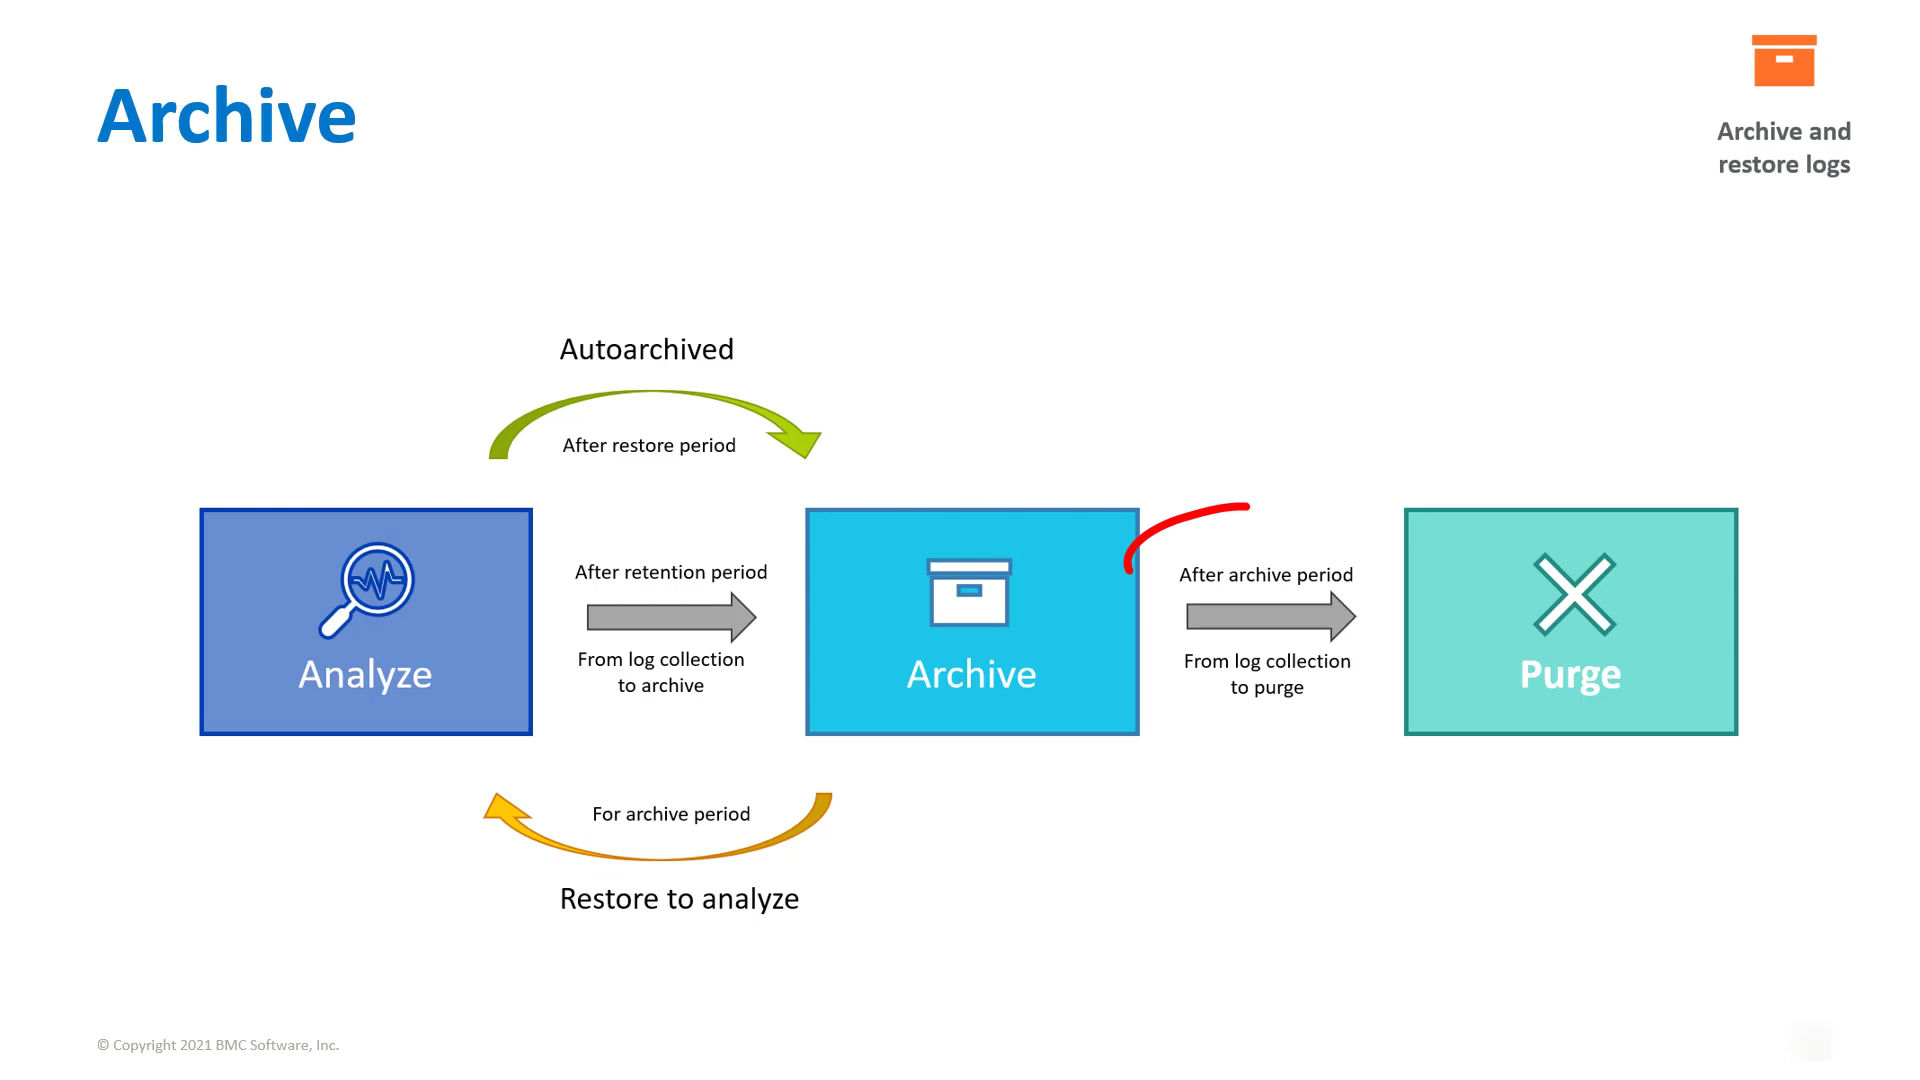 Archive
Archive and
restore logs
Autoarchived
After restore period
After retention period
From log collection
to archive
After archive period
From log collection
to purge
Analyze
Archive
Purge
For archive period
Restore to analyze
© Copyright 2021 BMC Software, Inc.